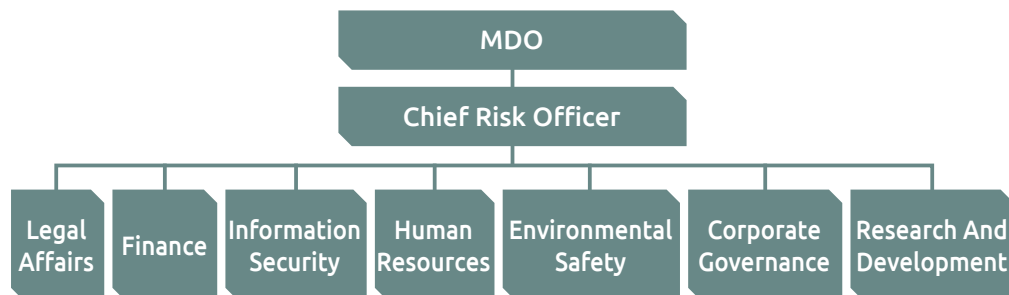 MDO
Chief Risk Officer
Legal
Affairs
Finance
Information
Security
Human
Resources
Environmental
Safety
Corporate
Governance
Research And
Development